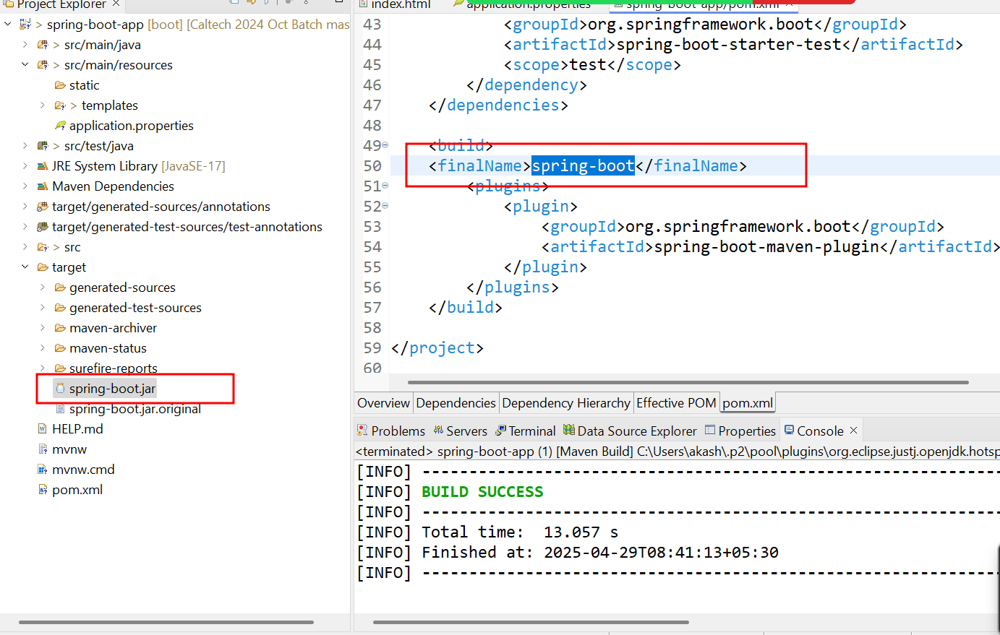 Project Explorer
> spring-boot-app [boot] [Caltech 2024 Oct Batch mas
> src/main/java
> src/main/resources
static
> templates
application.properties
> src/test/java
JRE System Library [JavaSE-17]
Maven Dependencies
target/generated-sources/annotations
target/generated-test-sources/test-annotations
> src
target
generated-sources
generated-test-sources
maven-archiver
maven-status
surefire-reports
spring-boot.jar
spring-boot.jar.original
HELP.md
mvnw
mvnw.cmd
pom.xml
index.html application.properties spring-boot-app/pom.xml
43 <groupId>org.springframework.boot</groupId>
44 <artifactId>spring-boot-starter-test</artifactId>
45 <scope>test</scope>
46 </dependency>
47 </dependencies>
48
49 <build>
50 <finalName>spring-boot</finalName>
51 <plugins>
52 <plugin>
53 <groupId>org.springframework.boot</groupId>
54 <artifactId>spring-boot-maven-plugin</artifactId>
55 </plugin>
56 </plugins>
57 </build>
58
59 </project>
60
Overview Dependencies Dependency Hierarchy Effective POM pom.xml
Problems Servers Terminal Data Source Explorer Properties Console
<terminated> spring-boot-app (1) [Maven Build] C:\Users\akash\.p2\pool\plugins\org.eclipse.justj.openjdk.hotsp
[INFO] ------------------------------------------------------------------------
[INFO] BUILD SUCCESS
[INFO] ------------------------------------------------------------------------
[INFO] Total time:  13.057 s
[INFO] Finished at: 2025-04-29T08:41:13+05:30
[INFO] ------------------------------------------------------------------------